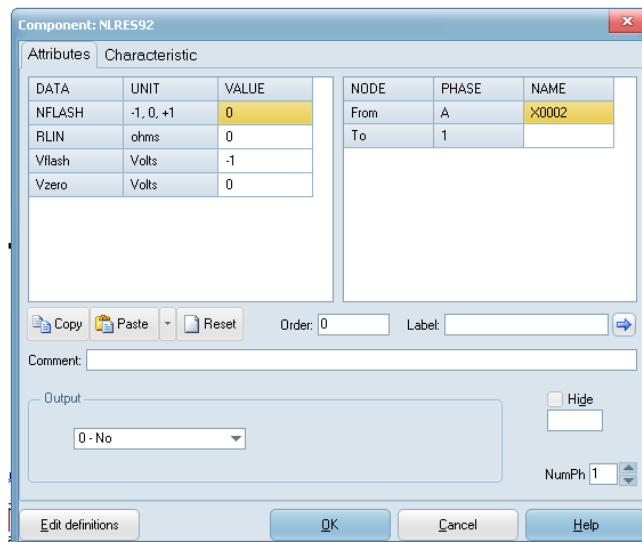 Component: NLRES92
Attributes Characteristic
DATA UNIT VALUE NODE PHASE NAME
NFLASH -1, 0, +1 0 From A X0002
RLIN ohms 0 To 1
Vflash Volts -1
Vzero Volts 0
Copy Paste Reset Order: 0 Label:
Comment:
Output Hide
0 - No
NumPh 1
Edit definitions OK Cancel Help